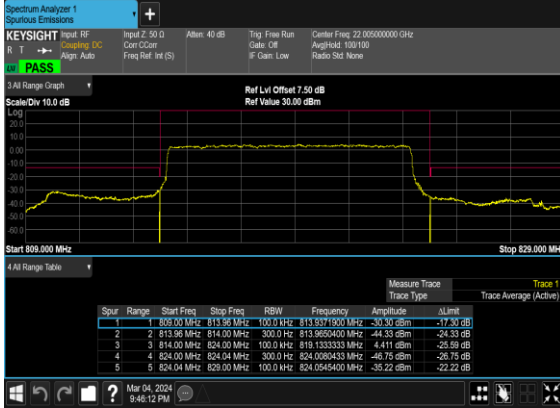 Spectrum Analyzer 1
Spurious Emissions
+
KEYSIGHT Input: RF Input Z: 50 Ω Atten: 40 dB Trig: Free Run Center Freq: 22.005000000 GHz
R T Coupling: DC Corr CCorr Gate: Off Avg|Hold: 100/100
Align: Auto Freq Ref: Int (S) IF Gain: Low Radio Std: None
PASS
3 All Range Graph
Ref Lvl Offset 7.50 dB
Scale/Div 10.0 dB Ref Value 30.00 dBm
Log
20.0
10.0
0.00
-10.0
-20.0
-30.0
-40.0
-50.0
-60.0
Start 809.000 MHz Stop 829.000 MH
4 All Range Table
Measure Trace Trace 1
Trace Type Trace Average (Active)
Spur Range Start Freq Stop Freq RBW Frequency Amplitude ΔLimit
1 1 809.00 MHz 813.96 MHz 100.0 kHz 813.9371900 MHz -30.30 dBm -17.30 dB
2 2 813.96 MHz 814.00 MHz 300.0 Hz 813.9650400 MHz -44.33 dBm -24.33 dB
3 3 814.00 MHz 824.00 MHz 100.0 kHz 819.1333333 MHz 4.411 dBm -25.59 dB
4 4 824.00 MHz 824.04 MHz 300.0 Hz 824.0080433 MHz -46.75 dBm -26.75 dB
5 5 824.04 MHz 829.00 MHz 100.0 kHz 824.0545400 MHz -35.22 dBm -22.22 dB
?
Mar 04, 2024
9:46:12 PM